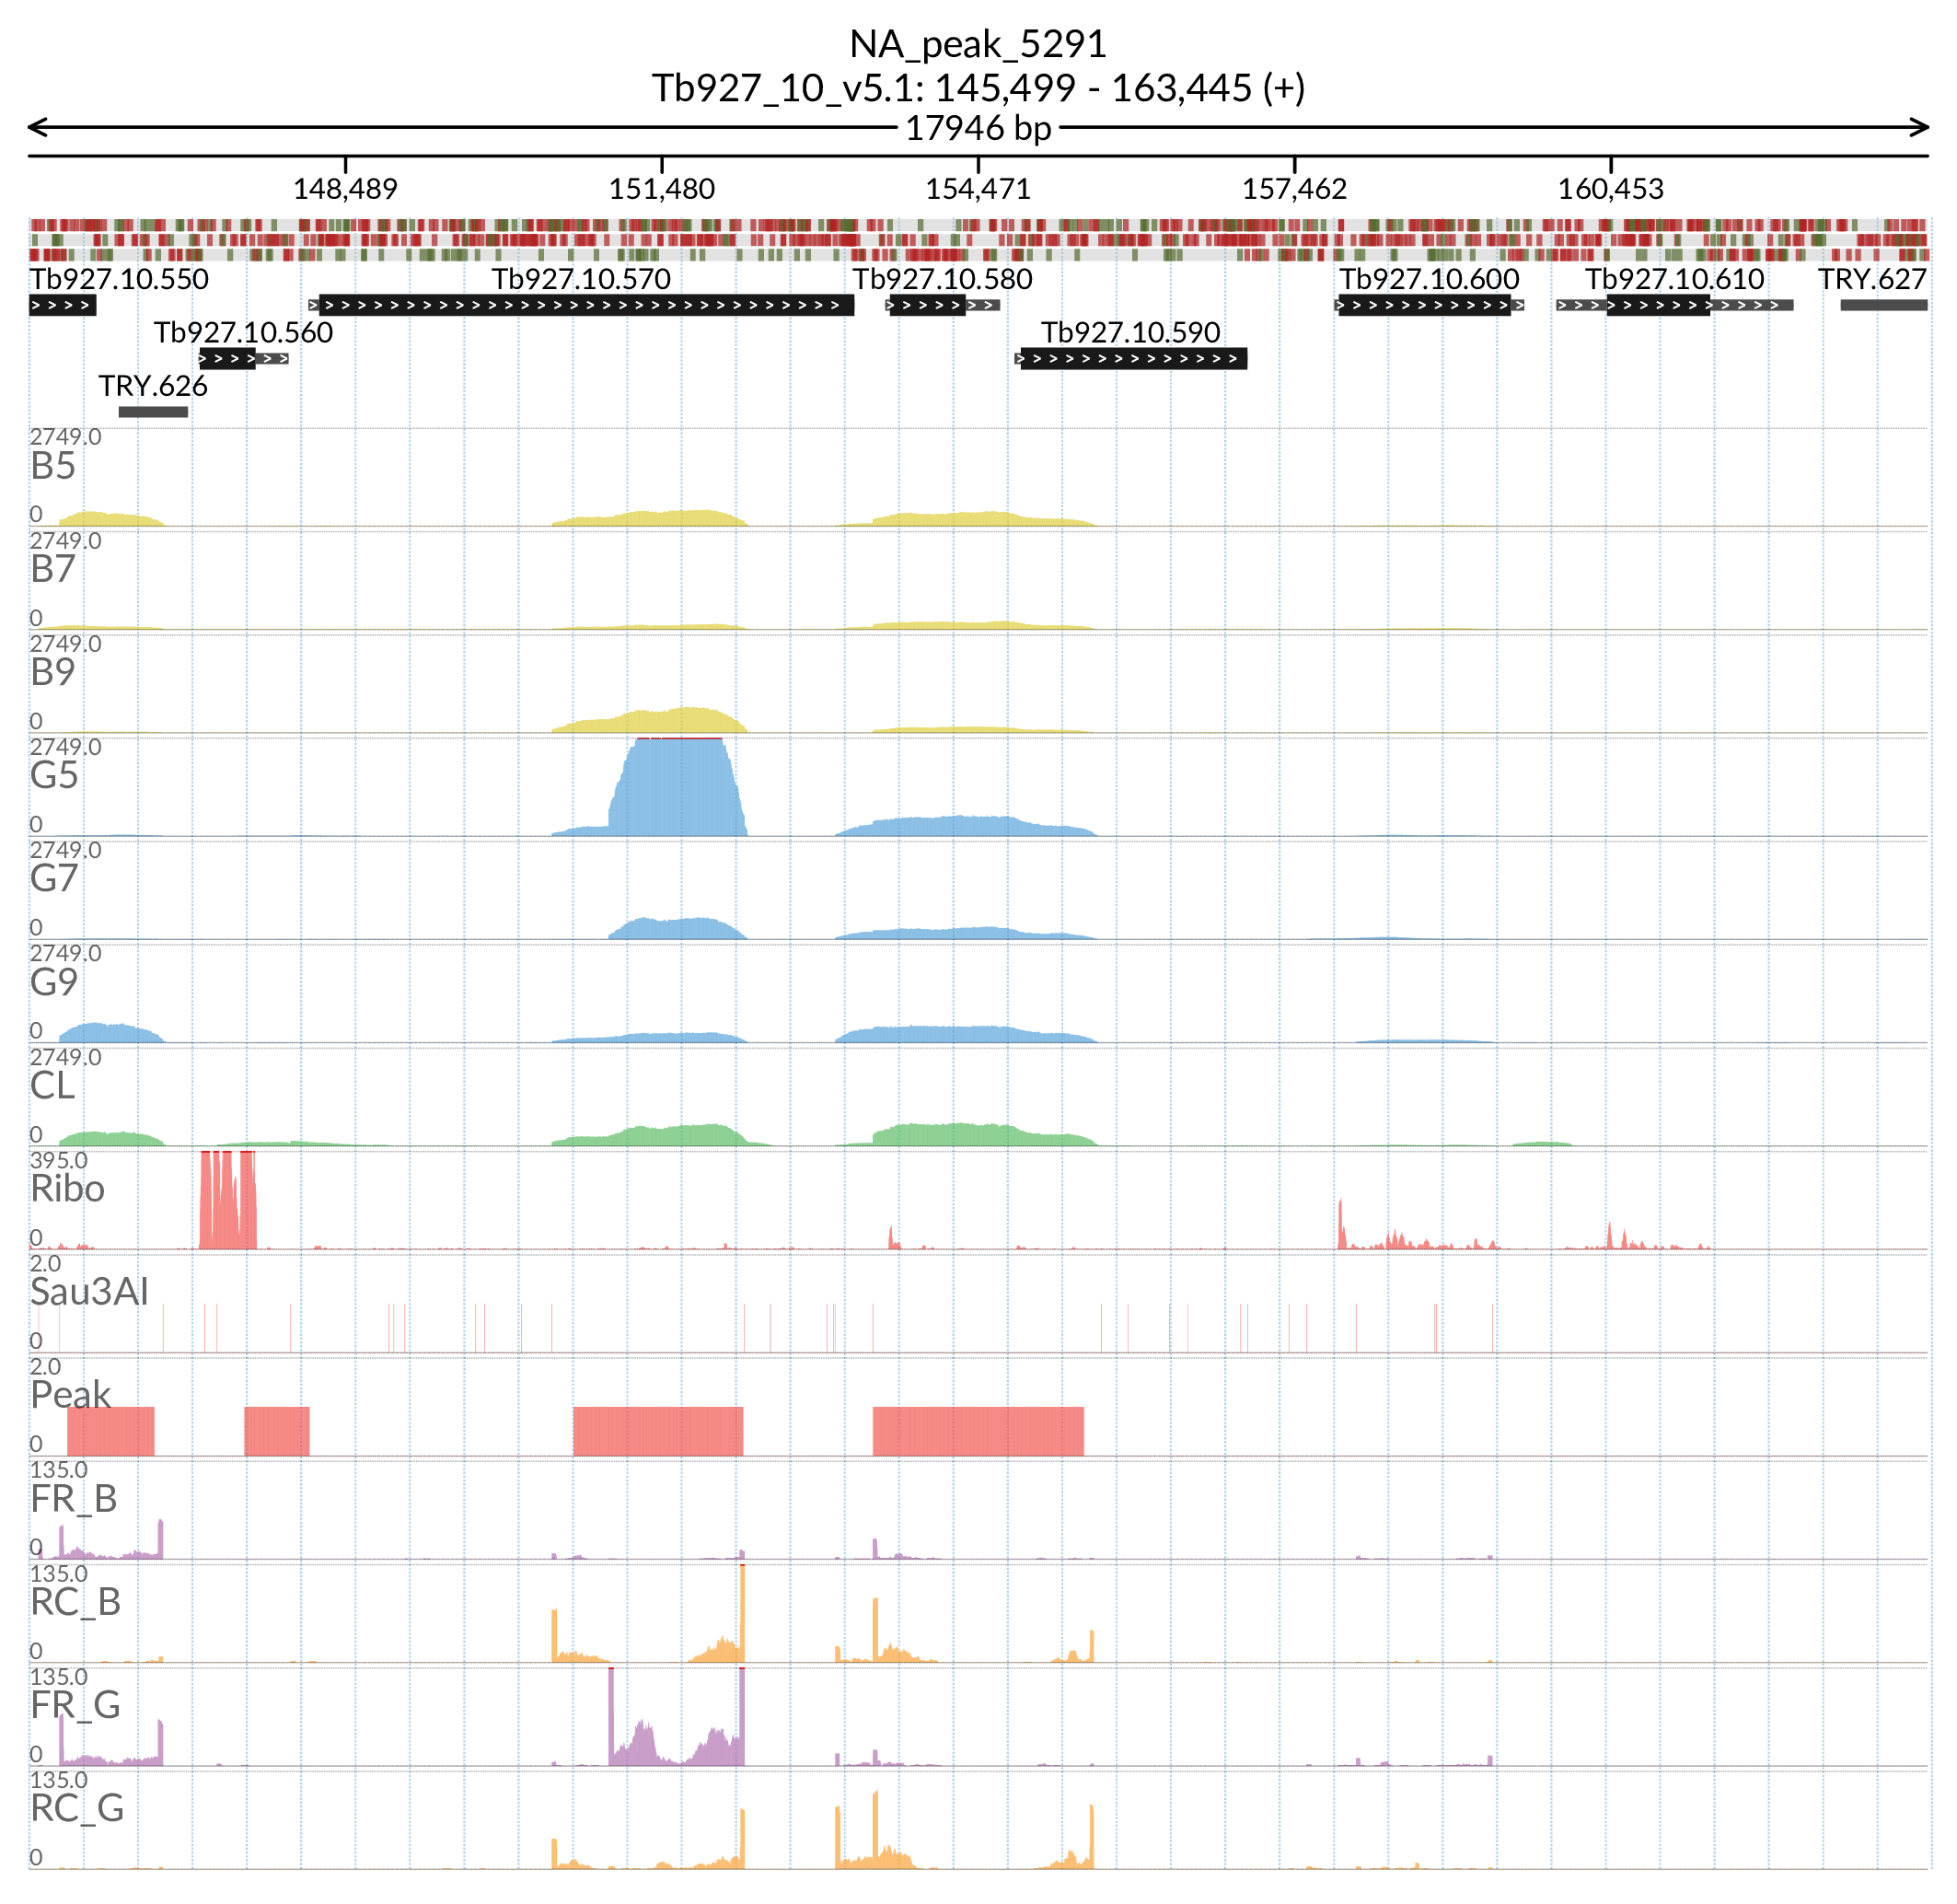 NA_peak_5291
Tb927_10_v5.1: 145,499 - 163,445 (+)
17946 bp
148,489 151,480 154,471 157,462 160,453
Tb927.10.550 Tb927.10.570 Tb927.10.580 Tb927.10.600 Tb927.10.610 TRY.627
Tb927.10.560 Tb927.10.590
TRY.626
2749.0
B5
0
2749.0
B7
0
2749.0
B9
0
2749.0
G5
0
2749.0
G7
0
2749.0
G9
0
2749.0
CL
0
395.0
Ribo
0
2.0
Sau3AI
0
2.0
Peak
0
135.0
FR_B
0
135.0
RC_B
0
135.0
FR_G
0
135.0
RC_G
0